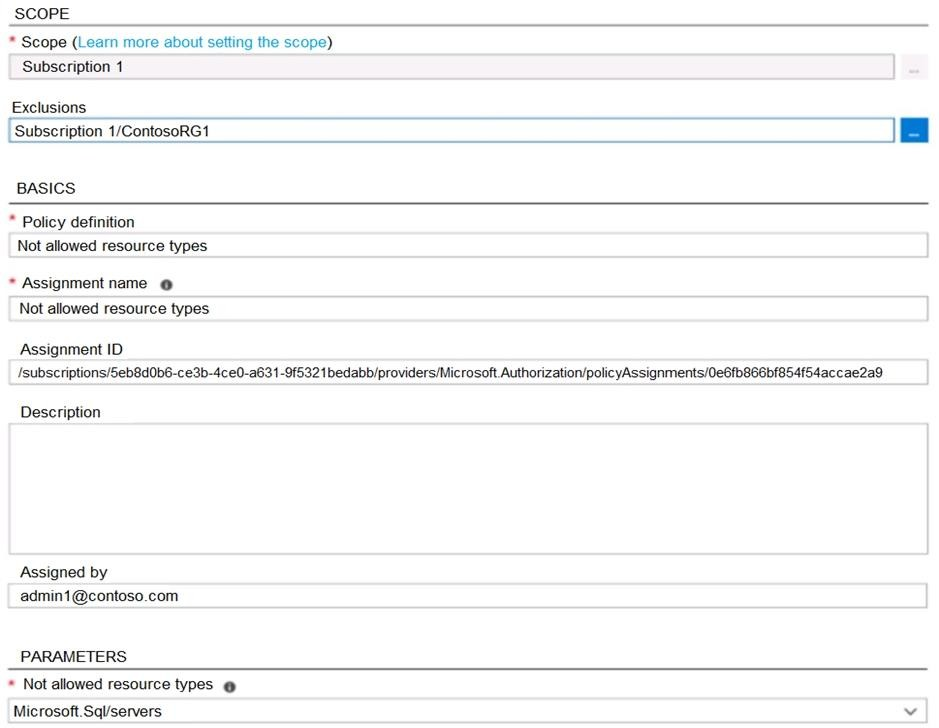 SCOPE
* Scope (Learn more about setting the scope)
Subscription 1
...
Exclusions
Subscription 1/ContosoRG1
...
BASICS
* Policy definition
Not allowed resource types
* Assignment name
Not allowed resource types
Assignment ID
/subscriptions/5eb8d0b6-ce3b-4ce0-a631-9f5321bedabb/providers/Microsoft.Authorization/policyAssignments/0e6fb866bf854f54accae2a9
Description
Assigned by
admin1@contoso.com
PARAMETERS
* Not allowed resource types
Microsoft.Sql/servers